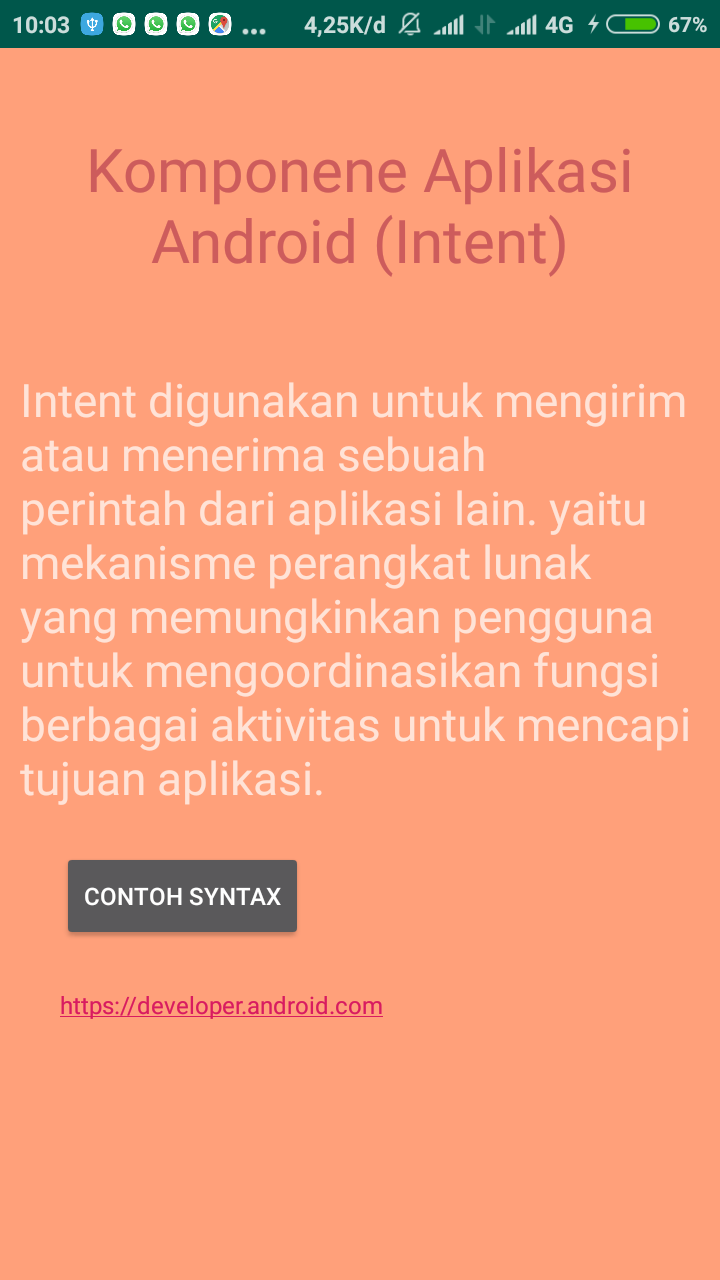 10:03 ... 4,25K/d 4G 67%
Komponene Aplikasi
Android (Intent)
Intent digunakan untuk mengirim
atau menerima sebuah
perintah dari aplikasi lain. yaitu
mekanisme perangkat lunak
yang memungkinkan pengguna
untuk mengoordinasikan fungsi
berbagai aktivitas untuk mencapi
tujuan aplikasi.
CONTOH SYNTAX
https://developer.android.com